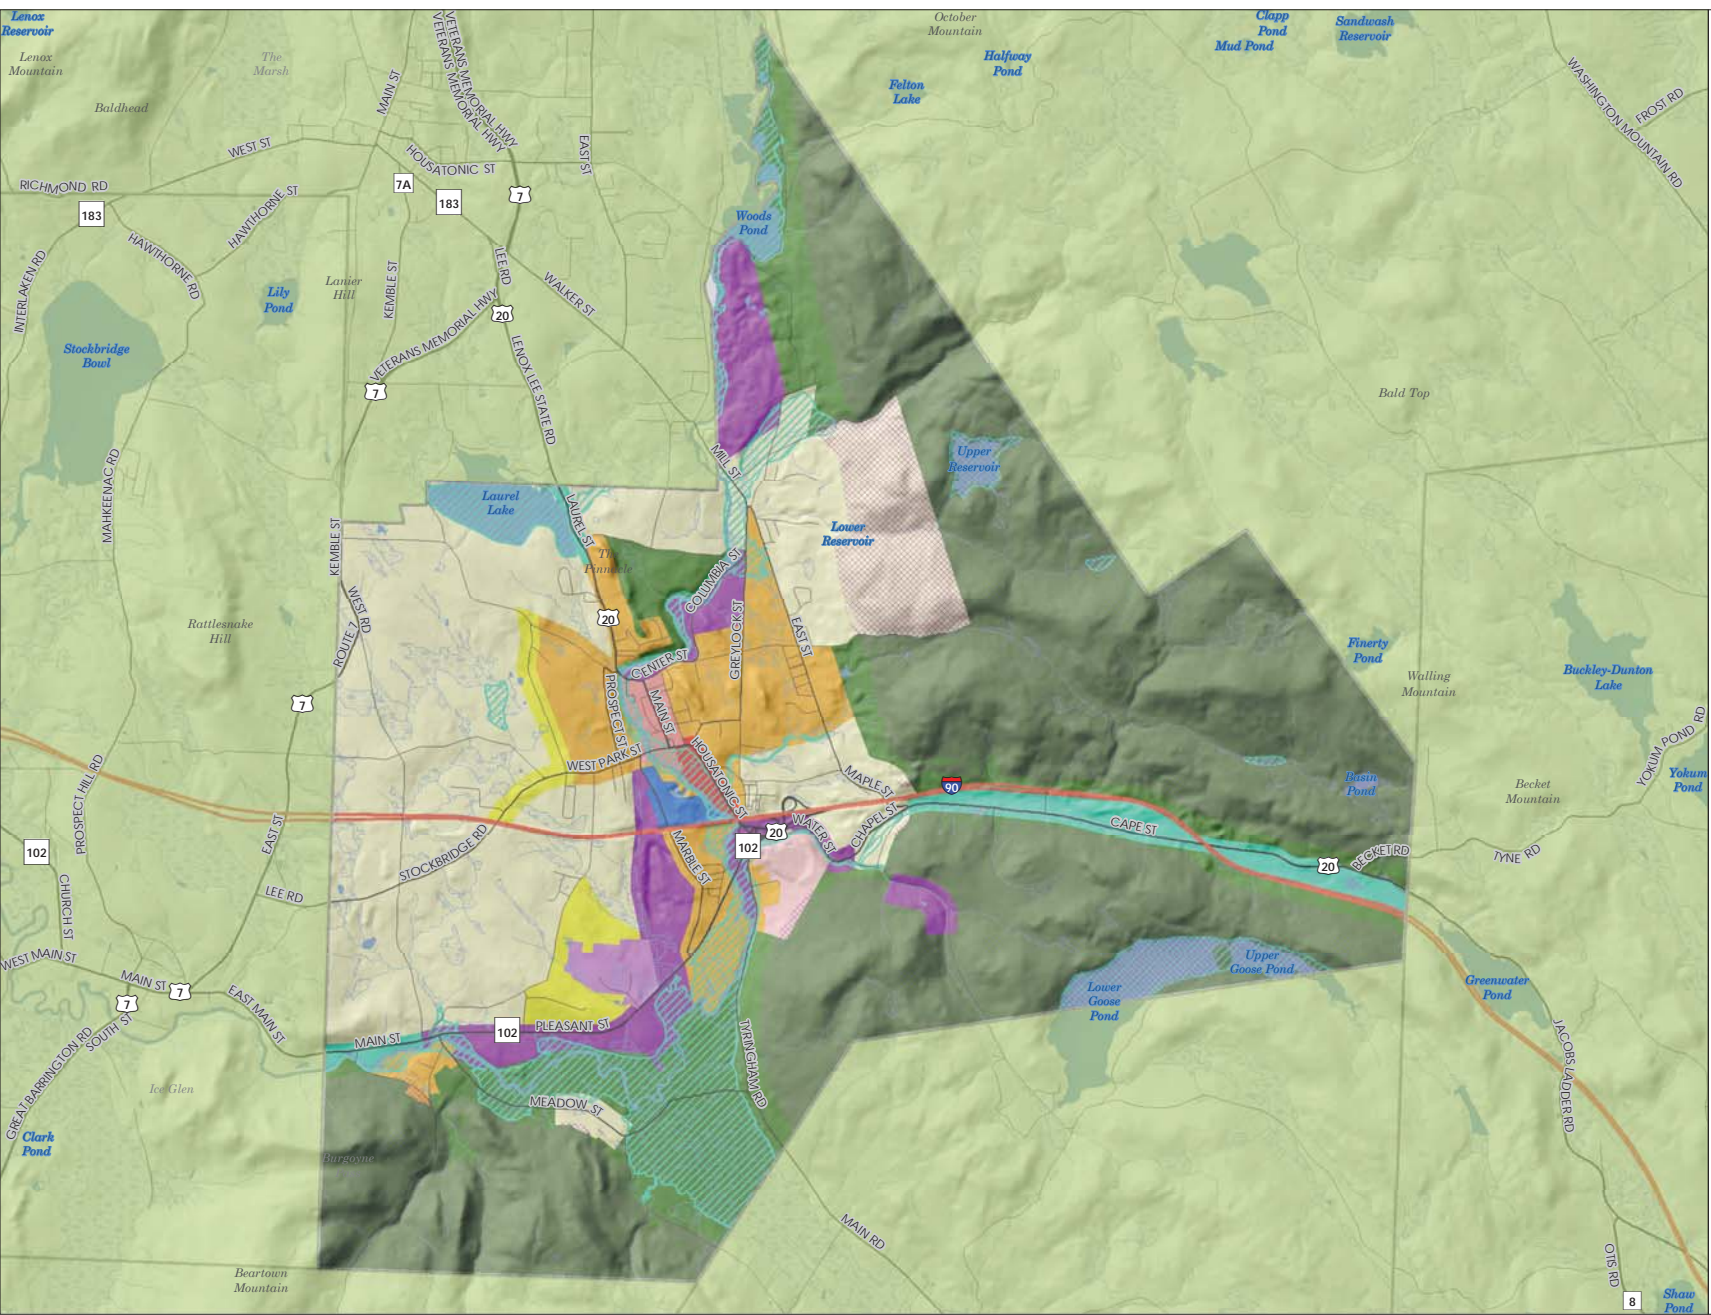 Lenox
Reservoir
Lenox
Mountain
The
Marsh
Baldhead
MAIN ST
VETERANS MEMORIAL HWY
VETERANS MEMORIAL HWY
October
Mountain
Halfway
Pond
Felton
Lake
Clapp
Pond
Mud Pond
Sandwash
Reservoir
WASHINGTON MOUNTAIN RD
FROST RD
WEST ST
HOUSATONIC ST
EAST ST
RICHMOND RD
183
7A
183
7
HAWTHORNE ST
HAWTHORNE RD
INTERLAKEN RD
Woods
Pond
LEE RD
KEMBLE ST
Lanier
Hill
Lily
Pond
WALKER ST
VETERANS MEMORIAL HWY
20
LENOX LEE STATE RD
Stockbridge
Bowl
7
Bald Top
MAHKEENAC RD
MILL ST
Upper
Reservoir
Laurel
Lake
LAUREL ST
Lower
Reservoir
KEMBLE ST
The
Pinnacle
COLUMBIA ST
WEST RD
20
GREYLOCK ST
EAST ST
Rattlesnake
Hill
ROUTE 7
CENTER ST
PROSPECT ST
MAIN ST
Finerty
Pond
Walling
Mountain
Buckley-Dunton
Lake
7
YOKUM POND RD
WEST PARK ST
HOUSATONIC ST
MAPLE ST
90
Basin
Pond
Becket
Mountain
Yokum
Pond
PROSPECT HILL RD
EAST ST
102
STOCKBRIDGE RD
MARBLE ST
20
WATER ST
CHAPEL ST
102
CAPE ST
20
BECKET RD
TYNE RD
LEE RD
CHURCH ST
WEST MAIN ST
MAIN ST
7
7
EAST MAIN ST
SOUTH ST
GREAT BARRINGTON RD
Upper
Goose Pond
Lower
Goose
Pond
Greenwater
Pond
102
PLEASANT ST
MAIN ST
TYRINGHAM RD
JACOBS LADDER RD
Ice Glen
MEADOW ST
Clark
Pond
Burgoyne
MAIN RD
Beartown
Mountain
OTIS RD
8
Shaw
Pond